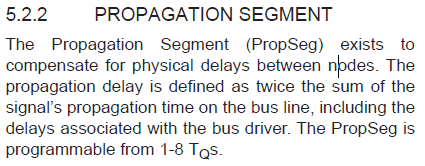 5.2.2 PROPAGATION SEGMENT
The Propagation Segment (PropSeg) exists to
compensate for physical delays between nodes. The
propagation delay is defined as twice the sum of the
signal's propagation time on the bus line, including the
delays associated with the bus driver. The PropSeg is
programmable from 1-8 TQs.